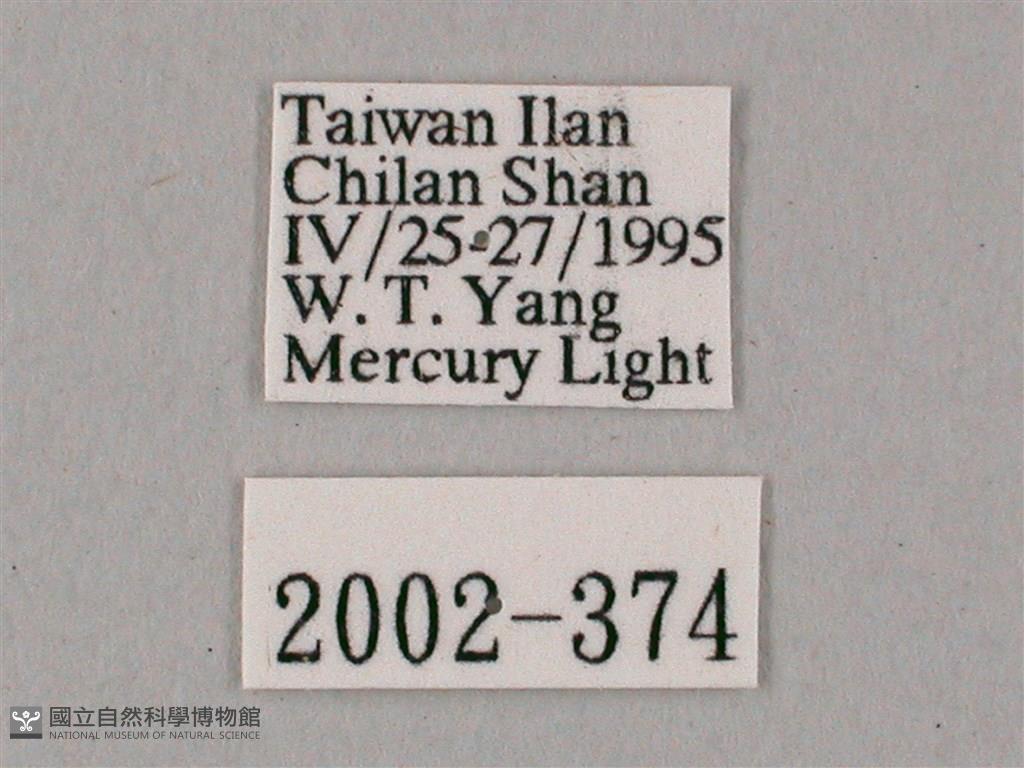 Taiwan Ilan
Chilan Shan
IV/25-27/1995
W. T. Yang
Mercury Light
2002-374
國立自然科學博物館
NATIONAL MUSEUM OF NATURAL SCIENCE